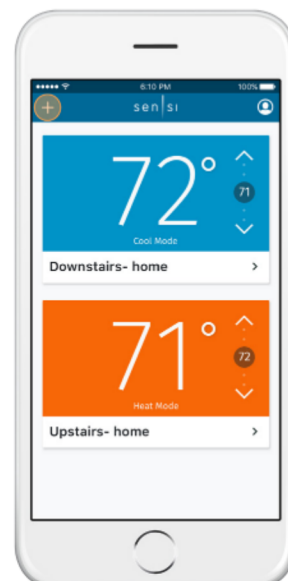 6:10 PM
100%
+
sen|si
72°
71
Cool Mode
Downstairs- home
71°
72
Heat Mode
Upstairs- home